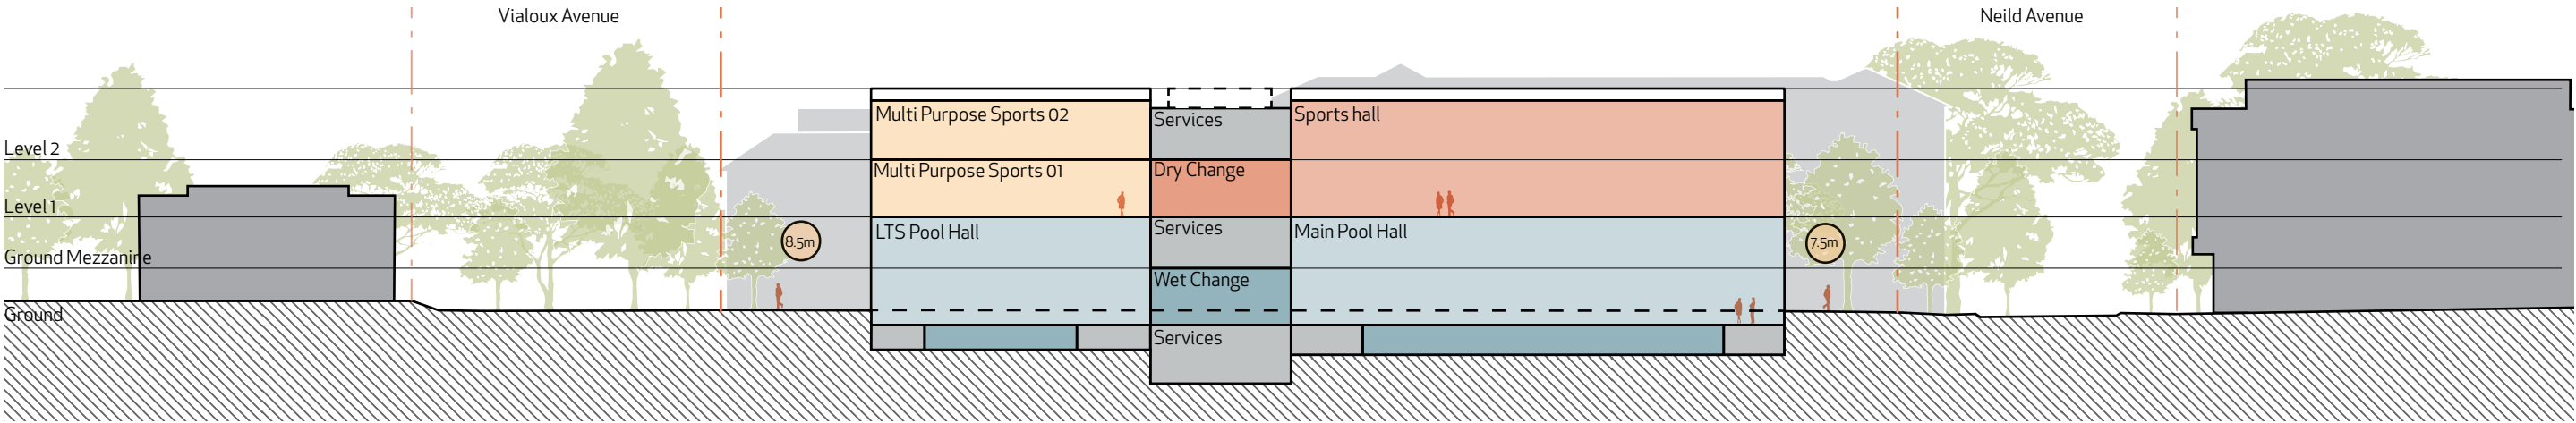 Vialoux Avenue
Neild Avenue
Multi Purpose Sports 02
Services
Sports hall
Level 2
Multi Purpose Sports 01
Dry Change
Level 1
LTS Pool Hall
Services
Main Pool Hall
8.5m
7.5m
Ground Mezzanine
Wet Change
Ground
Services